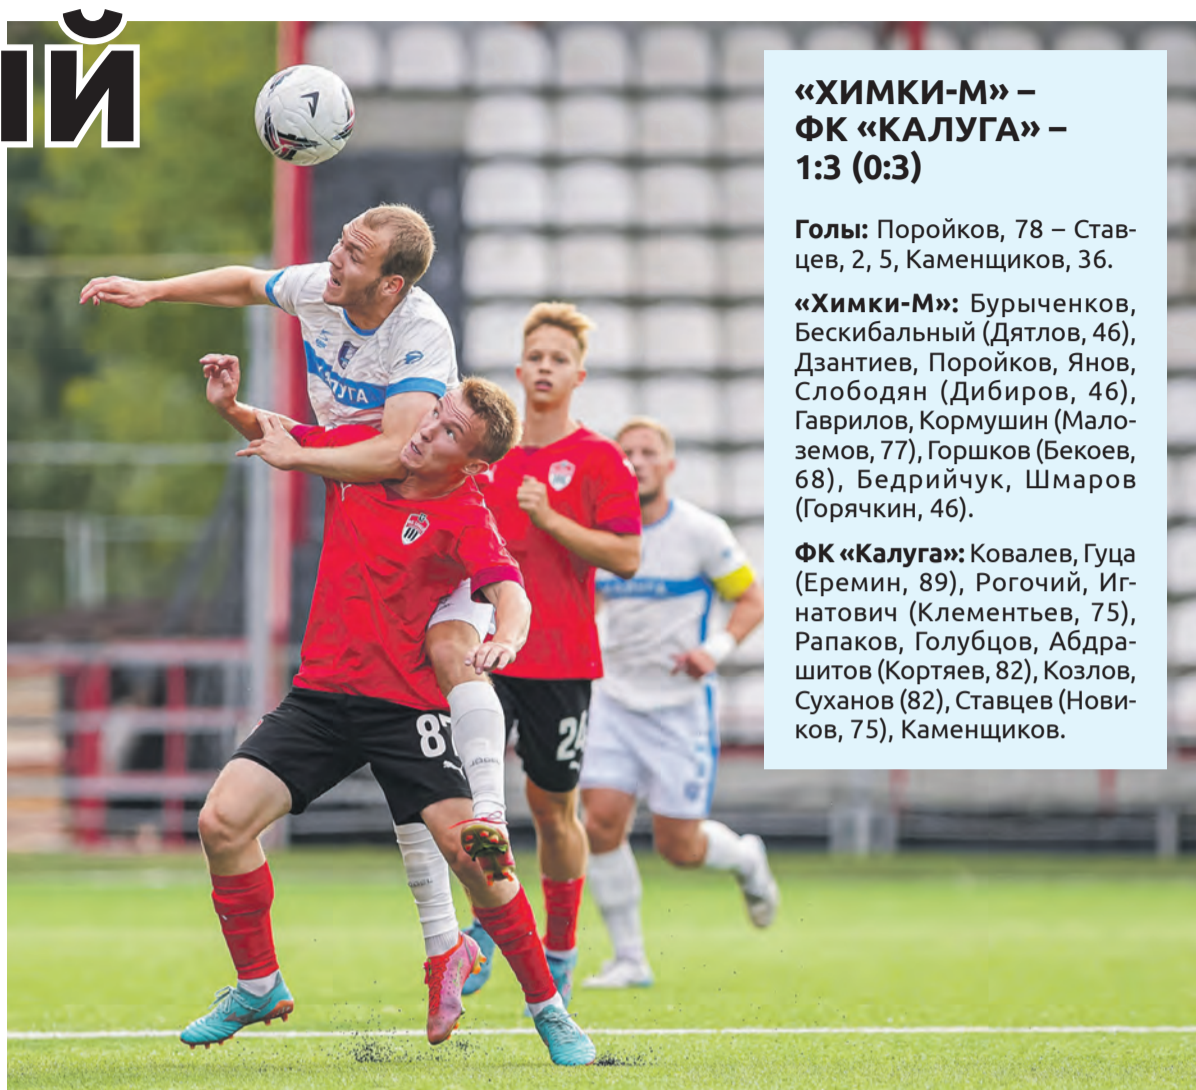 ЫЙ
«ХИМКИ-М» –
ФК «КАЛУГА» –
1:3 (0:3)
Голы: Поройков, 78 – Став-
цев, 2, 5, Каменщиков, 36.
«Химки-М»: Бурыченков,
Бескибальный (Дятлов, 46),
Дзантиев, Поройков, Янов,
Слободян (Дибиров, 46),
Гаврилов, Кормушин (Мало-
земов, 77), Горшков (Бекоев,
68), Бедрийчук, Шмаров
(Горячкин, 46).
ФК «Калуга»: Ковалев, Гуца
(Еремин, 89), Рогочий, Иг-
натович (Клементьев, 75),
Рапаков, Голубцов, Абдра-
шитов (Кортяев, 82), Козлов,
Суханов (82), Ставцев (Нови-
ков, 75), Каменщиков.
87
24